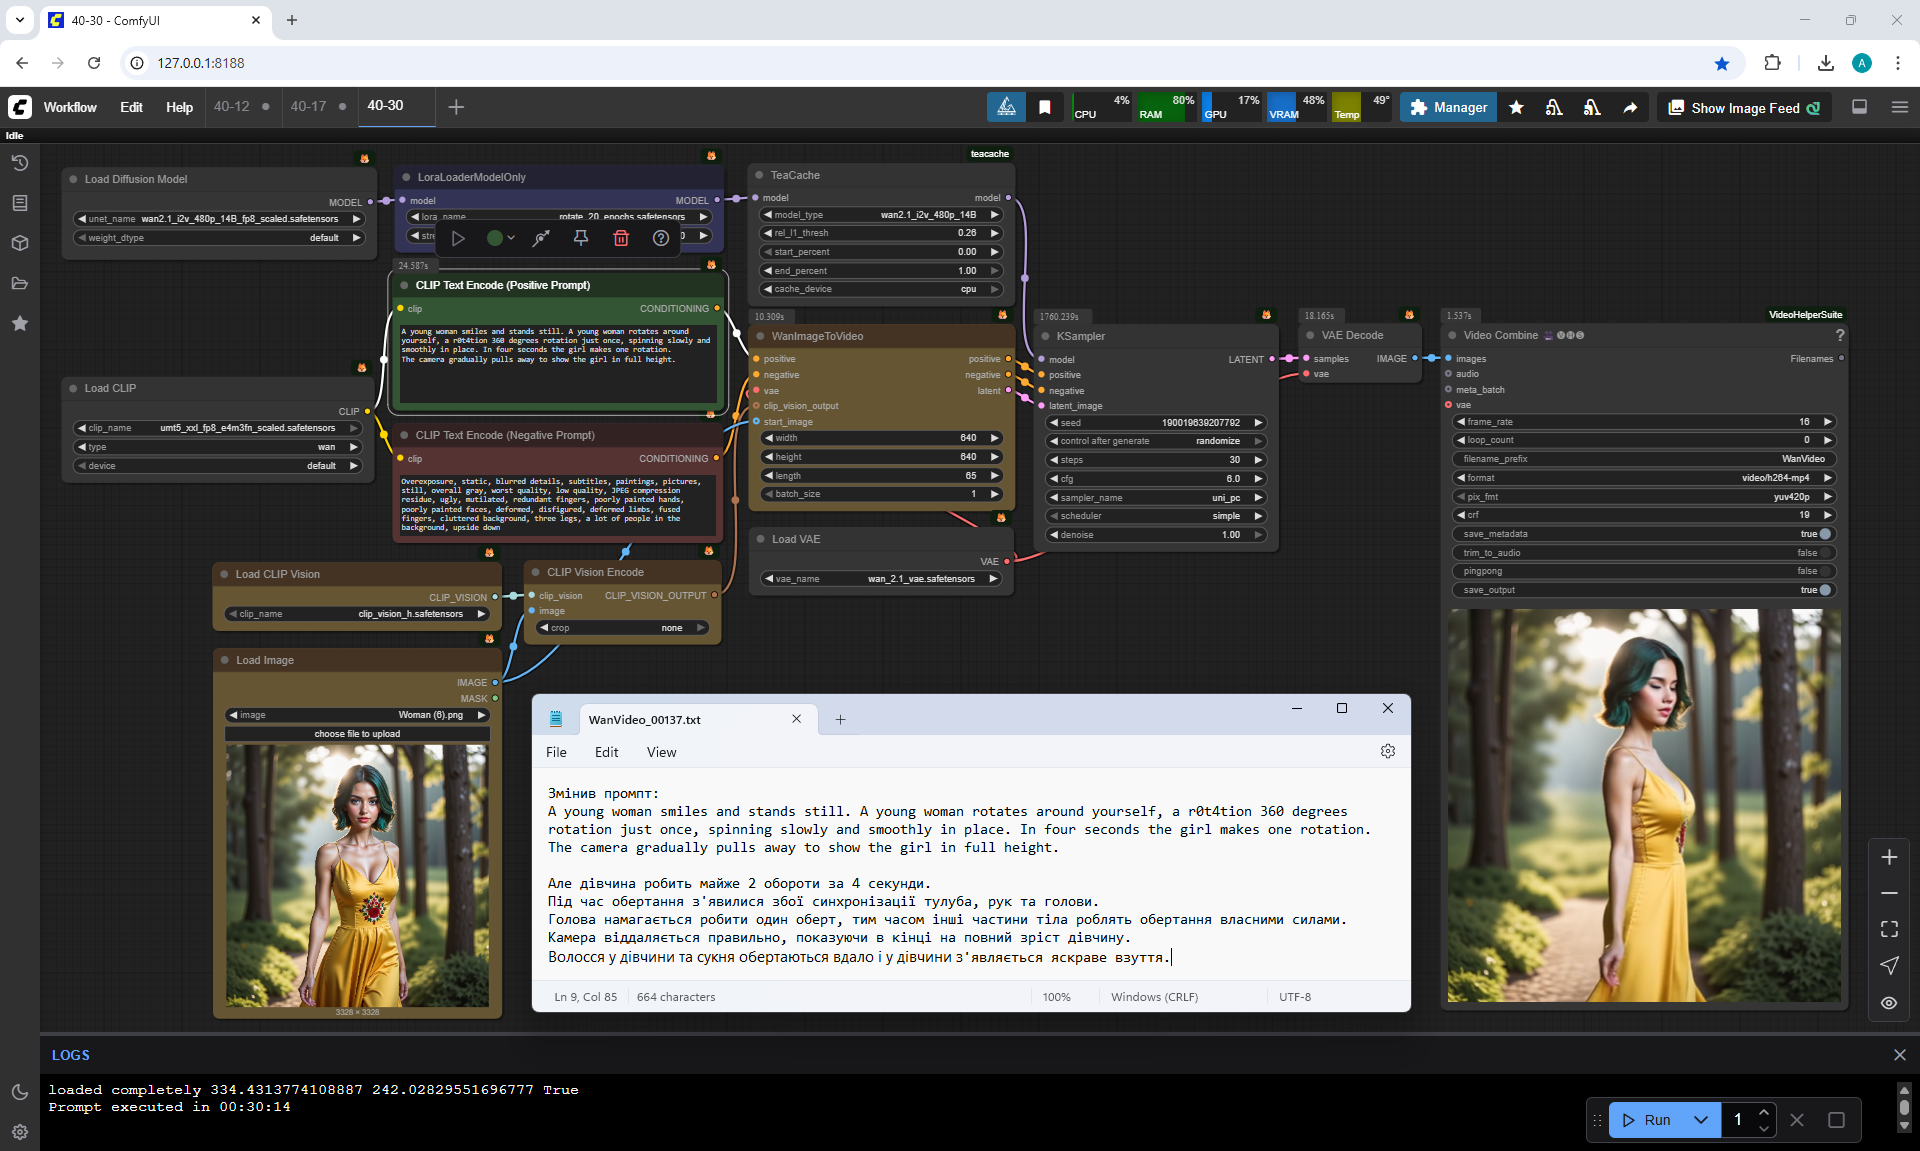 40-30 - ComfyUI
127.0.0.1:8188
Workflow Edit Help 40-12 40-17 40-30
CPU 4% RAM 80% GPU 17% VRAM 48% Temp 49°
Manager
Show Image Feed
Idle
Load Diffusion Model
MODEL
unet_name wan2.1_i2v_480p_14B_fp8_scaled.safetensors
weight_dtype default
LoraLoaderModelOnly
model MODEL
lora_name rotate_20_epochs.safetensors
teacache
TeaCache
model model
model_type wan2.1_i2v_480p_14B
rel_l1_thresh 0.26
start_percent 0.00
end_percent 1.00
cache_device cpu
24.587s
CLIP Text Encode (Positive Prompt)
clip CONDITIONING
A young woman smiles and stands still. A young woman rotates around
yourself, a r0t4tion 360 degrees rotation just once, spinning slowly and
smoothly in place. In four seconds the girl makes one rotation.
The camera gradually pulls away to show the girl in full height.
Load CLIP
CLIP
clip_name umt5_xxl_fp8_e4m3fn_scaled.safetensors
type wan
device default
CLIP Text Encode (Negative Prompt)
clip CONDITIONING
Overexposure, static, blurred details, subtitles, paintings, pictures,
still, overall gray, worst quality, low quality, JPEG compression
residue, ugly, mutilated, redundant fingers, poorly painted hands,
poorly painted faces, deformed, disfigured, deformed limbs, fused
fingers, cluttered background, three legs, a lot of people in the
background, upside down
10.309s
WanImageToVideo
positive positive
negative negative
vae latent
clip_vision_output
start_image
width 640
height 640
length 65
batch_size 1
1760.239s
KSampler
model LATENT
positive
negative
latent_image
seed 190019639207792
control after generate randomize
steps 30
cfg 6.0
sampler_name uni_pc
scheduler simple
denoise 1.00
18.165s
VAE Decode
samples IMAGE
vae
1.537s
VideoHelperSuite
Video Combine
?
images Filenames
audio
meta_batch
vae
frame_rate 16
loop_count 0
filename_prefix WanVideo
format video/h264-mp4
pix_fmt yuv420p
crf 19
save_metadata true
trim_to_audio false
pingpong false
save_output true
Load VAE
VAE
vae_name wan_2.1_vae.safetensors
Load CLIP Vision
CLIP_VISION
clip_name clip_vision_h.safetensors
CLIP Vision Encode
clip_vision CLIP_VISION_OUTPUT
image
crop none
Load Image
IMAGE
MASK
image Woman (6).png
choose file to upload
3328 × 3328
WanVideo_00137.txt
File Edit View
Змінив промпт:
A young woman smiles and stands still. A young woman rotates around yourself, a r0t4tion 360 degrees
rotation just once, spinning slowly and smoothly in place. In four seconds the girl makes one rotation.
The camera gradually pulls away to show the girl in full height.
Але дівчина робить майже 2 обороти за 4 секунди.
Під час обертання з'явилися збої синхронізації тулуба, рук та голови.
Голова намагається робити один оберт, тим часом інші частини тіла роблять обертання власними силами.
Камера віддаляється правильно, показуючи в кінці на повний зріст дівчину.
Волосся у дівчини та сукня обертаються вдало і у дівчини з'являється яскраве взуття.
Ln 9, Col 85 664 characters 100% Windows (CRLF) UTF-8
LOGS
loaded completely 334.4313774108887 242.02829551696777 True
Prompt executed in 00:30:14
Run 1